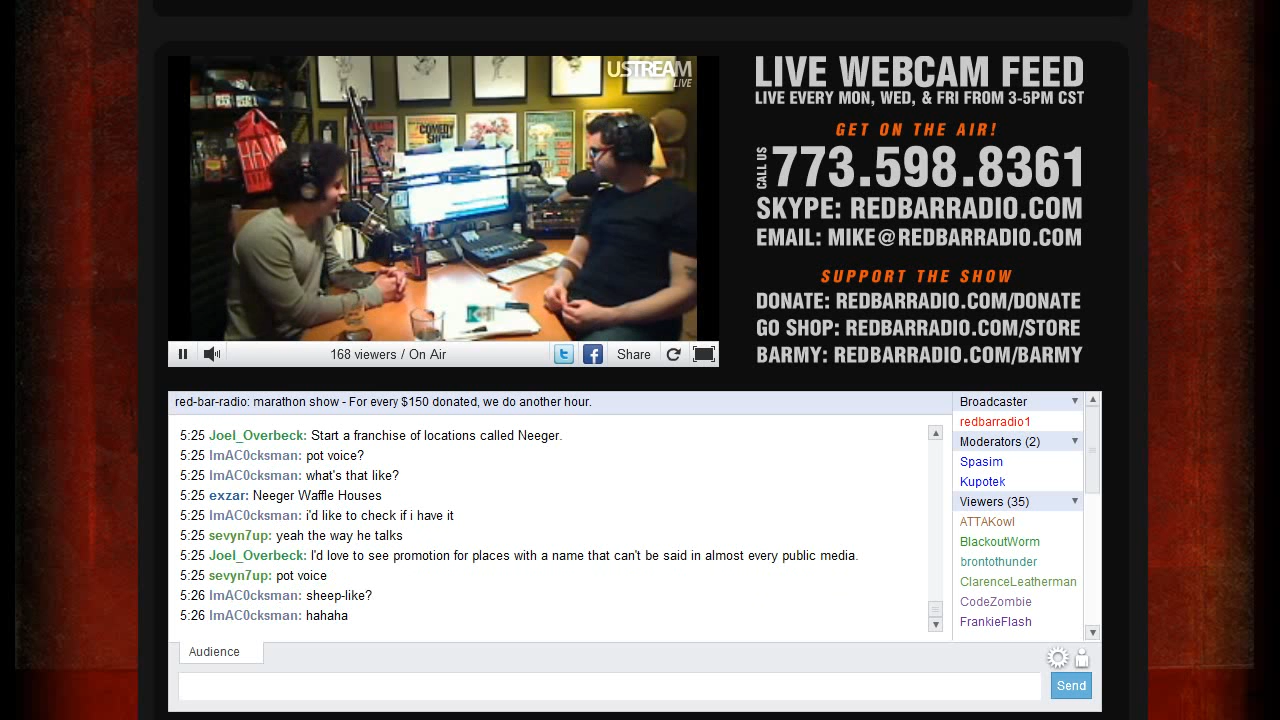 USTREAM
LIVE
COMEDY
SHOW
LIVE WEBCAM FEED
LIVE EVERY MON, WED, & FRI FROM 3-5PM CST
GET ON THE AIR!
CALL US
773.598.8361
SKYPE: REDBARRADIO.COM
EMAIL: MIKE@REDBARRADIO.COM
SUPPORT THE SHOW
DONATE: REDBARRADIO.COM/DONATE
GO SHOP: REDBARRADIO.COM/STORE
BARMY: REDBARRADIO.COM/BARMY
168 viewers / On Air
Share
red-bar-radio: marathon show - For every $150 donated, we do another hour.
5:25 Joel_Overbeck: Start a franchise of locations called Neeger.
5:25 ImAC0cksman: pot voice?
5:25 ImAC0cksman: what's that like?
5:25 exzar: Neeger Waffle Houses
5:25 ImAC0cksman: i'd like to check if i have it
5:25 sevyn7up: yeah the way he talks
5:25 Joel_Overbeck: I'd love to see promotion for places with a name that can't be said in almost every public media.
5:25 sevyn7up: pot voice
5:26 ImAC0cksman: sheep-like?
5:26 ImAC0cksman: hahaha
Broadcaster
redbarradio1
Moderators (2)
Spasim
Kupotek
Viewers (35)
ATTAKowl
BlackoutWorm
brontothunder
ClarenceLeatherman
CodeZombie
FrankieFlash
Audience
Send